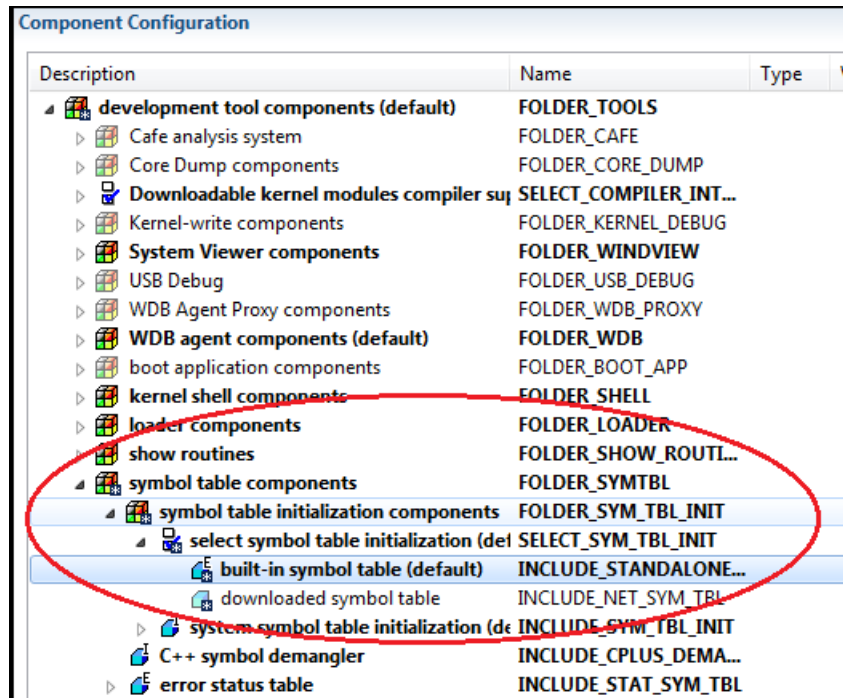 Component Configuration
Description Name Type
development tool components (default) FOLDER_TOOLS
Cafe analysis system FOLDER_CAFE
Core Dump components FOLDER_CORE_DUMP
Downloadable kernel modules compiler sup SELECT_COMPILER_INT...
Kernel-write components FOLDER_KERNEL_DEBUG
System Viewer components FOLDER_WINDVIEW
USB Debug FOLDER_USB_DEBUG
WDB Agent Proxy components FOLDER_WDB_PROXY
WDB agent components (default) FOLDER_WDB
boot application components FOLDER_BOOT_APP
kernel shell components FOLDER_SHELL
loader components FOLDER_LOADER
show routines FOLDER_SHOW_ROUTI...
symbol table components FOLDER_SYMTBL
symbol table initialization components FOLDER_SYM_TBL_INIT
select symbol table initialization (def SELECT_SYM_TBL_INIT
built-in symbol table (default) INCLUDE_STANDALONE...
downloaded symbol table INCLUDE_NET_SYM_TBL
system symbol table initialization (de INCLUDE_SYM_TBL_INIT
C++ symbol demangler INCLUDE_CPLUS_DEMA...
error status table INCLUDE_STAT_SYM_TBL